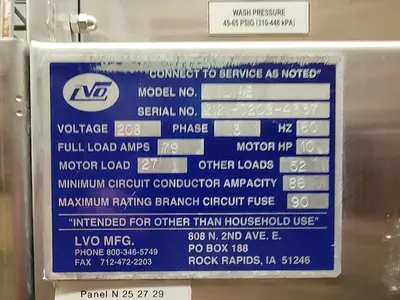 WASH PRESSURE
45-65 PSIG (310-448 kPA)
LVO
CONNECT TO SERVICE AS NOTED"
MODEL NO.
SERIAL NO.
VOLTAGE 208 PHASE 3 HZ 60
FULL LOAD AMPS 79 MOTOR HP 10
MOTOR LOAD 27 OTHER LOADS 52
MINIMUM CIRCUIT CONDUCTOR AMPACITY 86
MAXIMUM RATING BRANCH CIRCUIT FUSE 90
"INTENDED FOR OTHER THAN HOUSEHOLD USE"
LVO MFG. 808 N. 2ND AVE. E.
PHONE 800-346-5749 PO BOX 188
FAX 712-472-2203 ROCK RAPIDS, IA 51246
Panel N 25 27 29